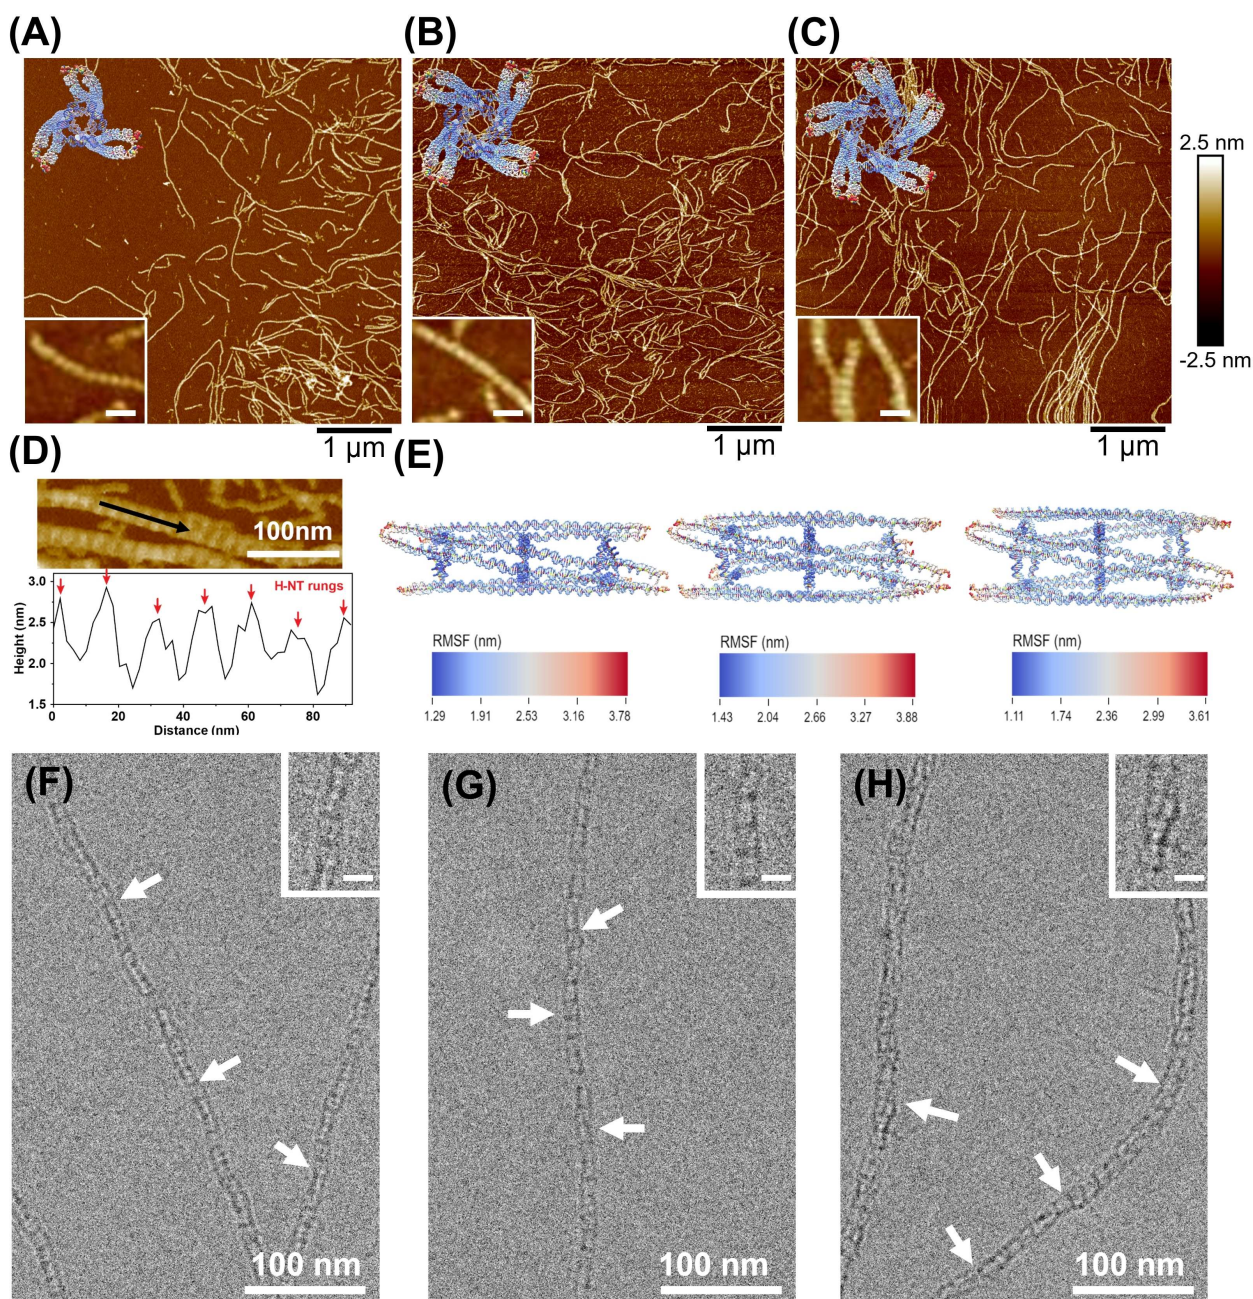 (A)
(B)
(C)
2.5 nm
-2.5 nm
1 µm
1 µm
1 µm
(D)
(E)
100nm
H-NT rungs
Height (nm)
3.0
2.5
2.0
1.5
0 20 40 60 80
Distance (nm)
RMSF (nm)
1.29 1.91 2.53 3.16 3.78
RMSF (nm)
1.43 2.04 2.66 3.27 3.88
RMSF (nm)
1.11 1.74 2.36 2.99 3.61
(F)
(G)
(H)
100 nm
100 nm
100 nm